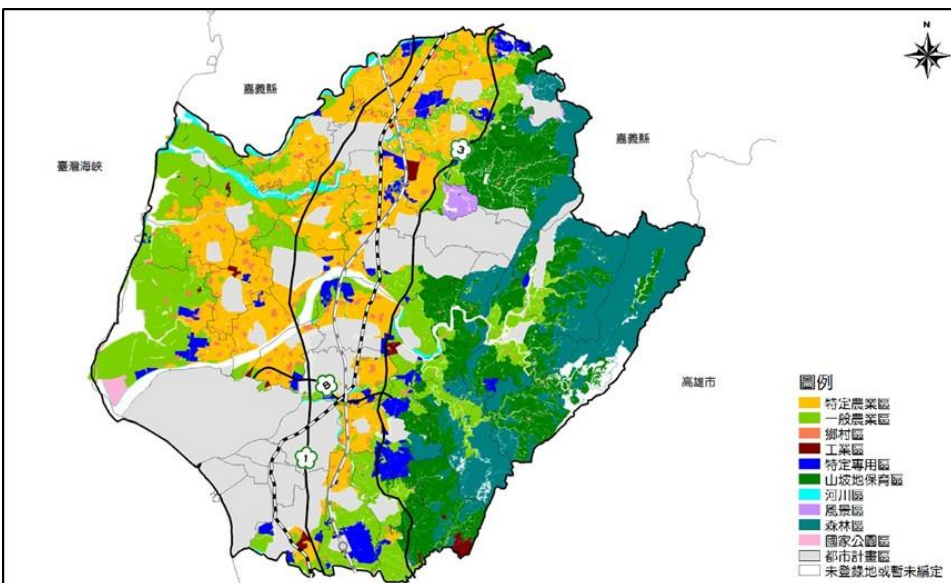 N
嘉義縣
臺灣海峽
嘉義縣
3
高雄市
8
1
圖例
特定農業區
一般農業區
鄉村區
工業區
特定專用區
山坡地保育區
河川區
風景區
森林區
國家公園區
都市計畫區
未登錄地或暫未編定